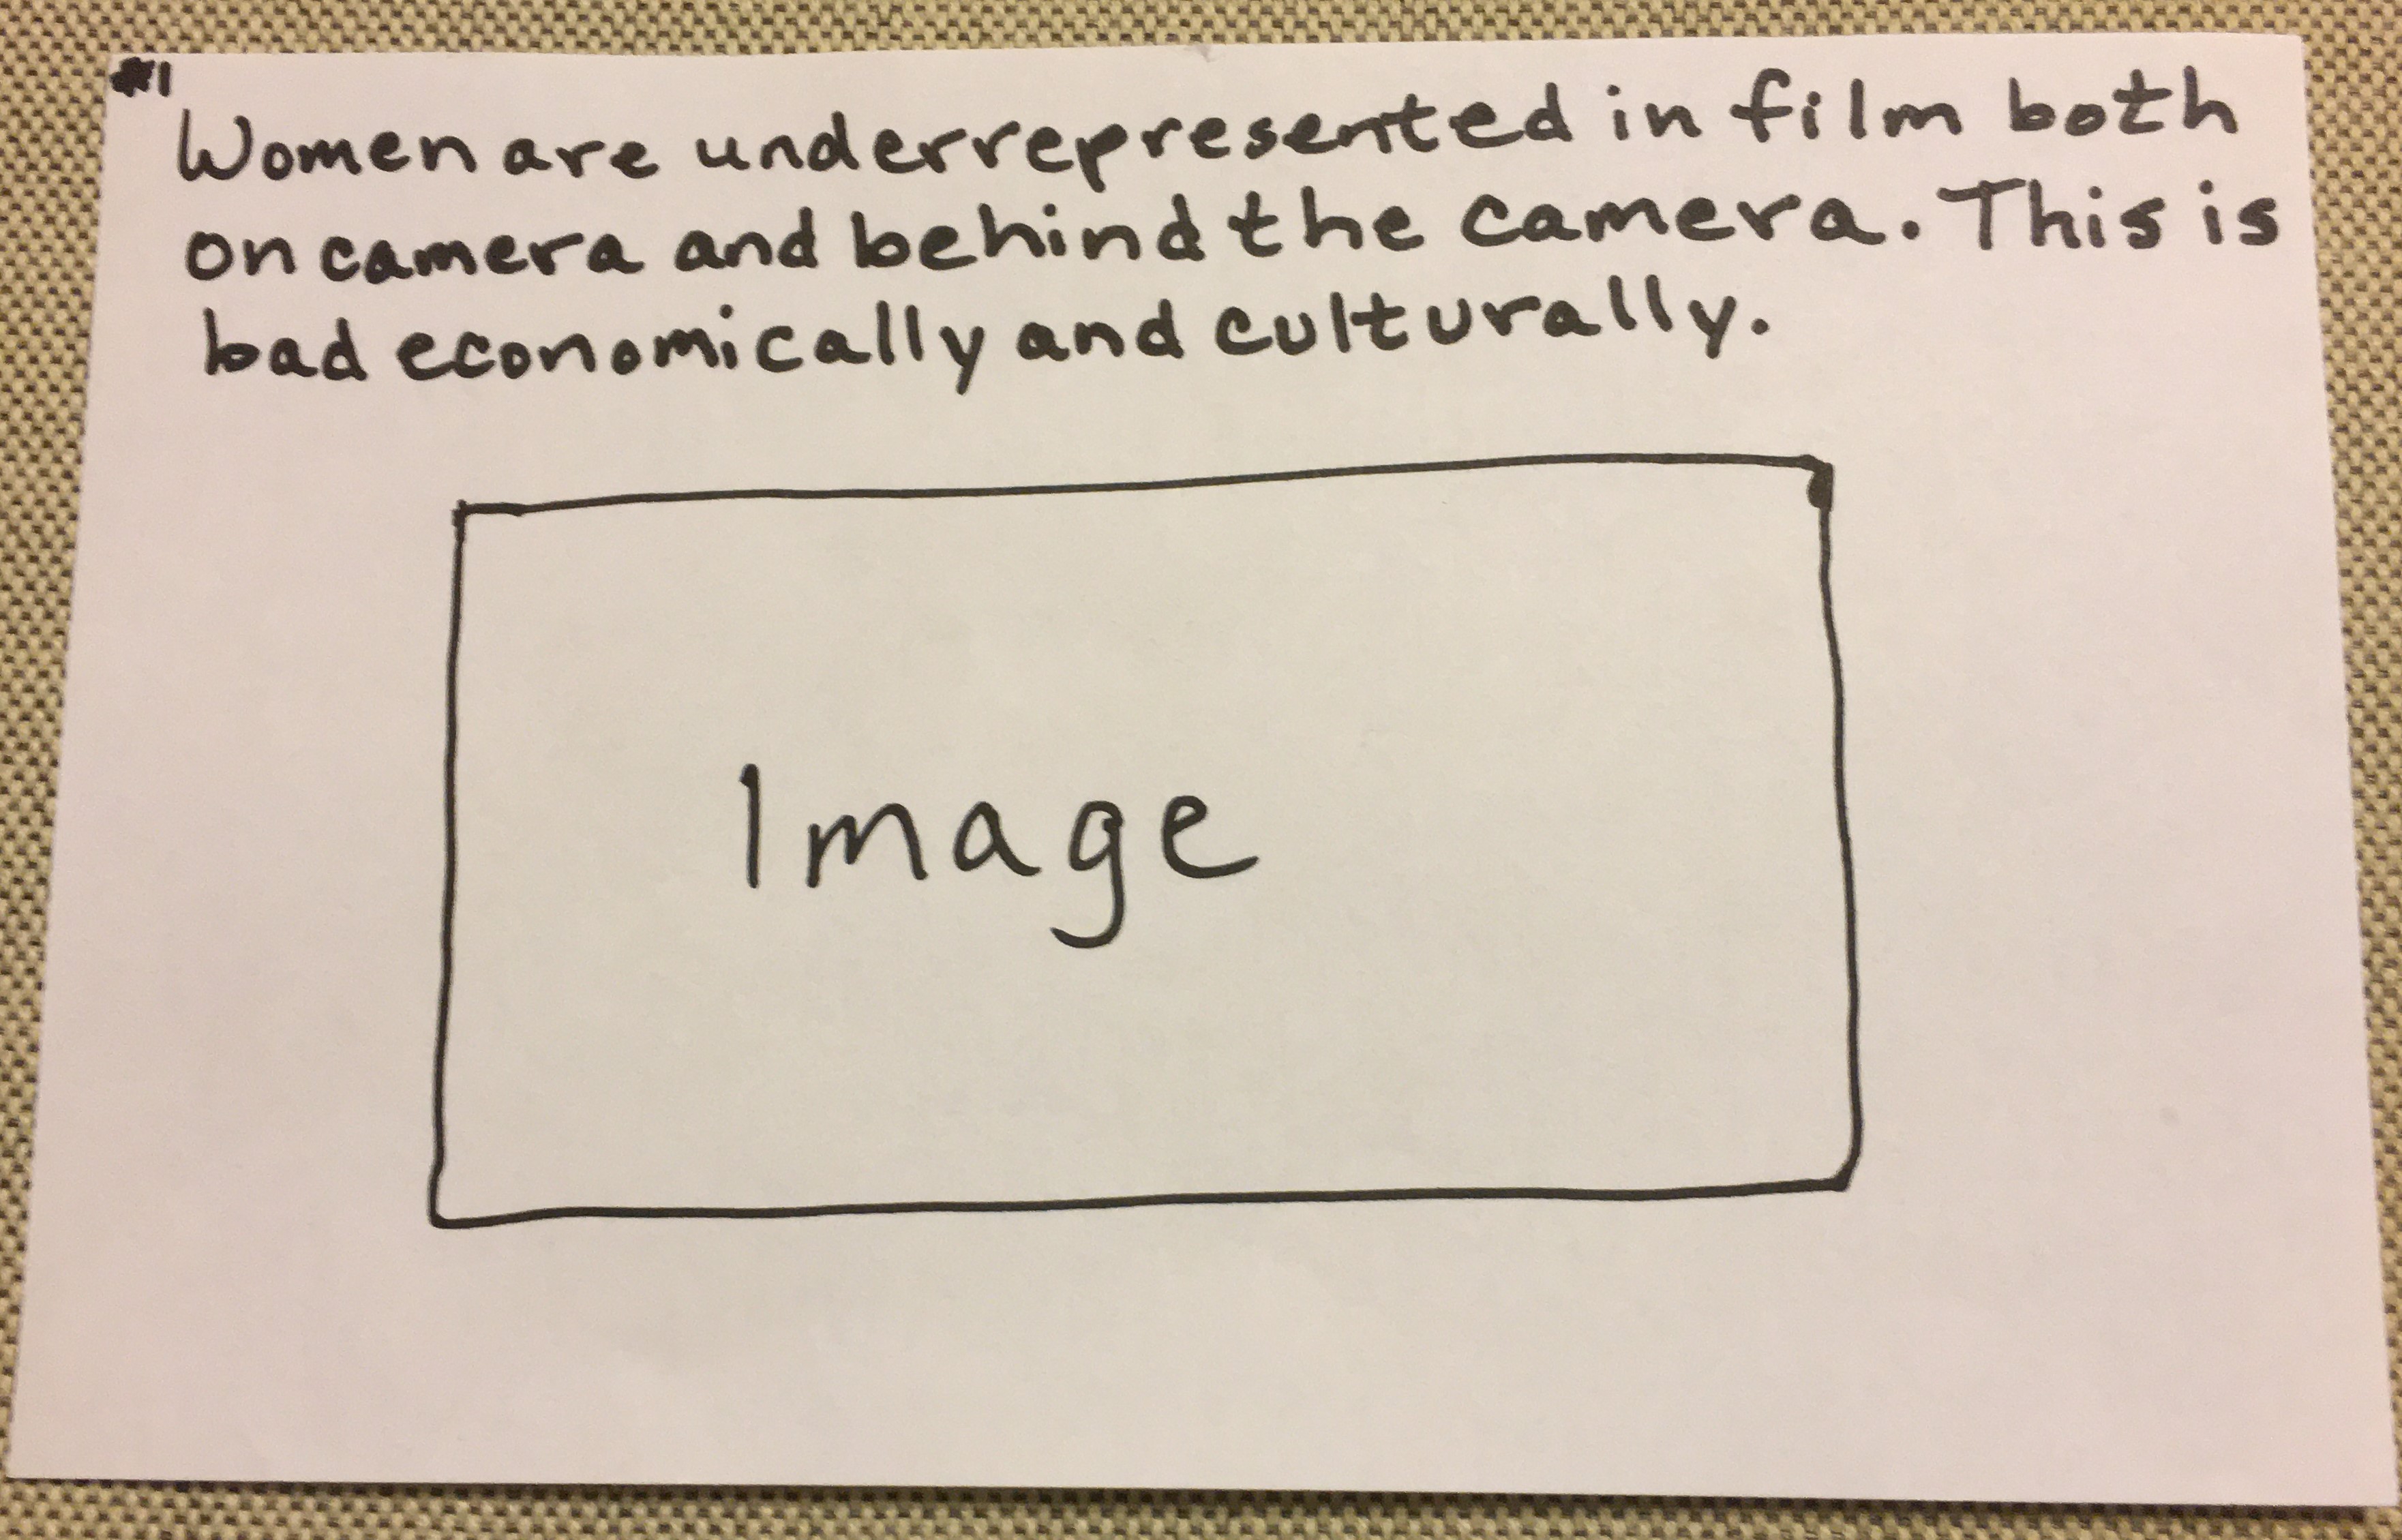 #1
Women are underrepresented in film both
on camera and behind the camera. This is
bad economically and culturally.
Image